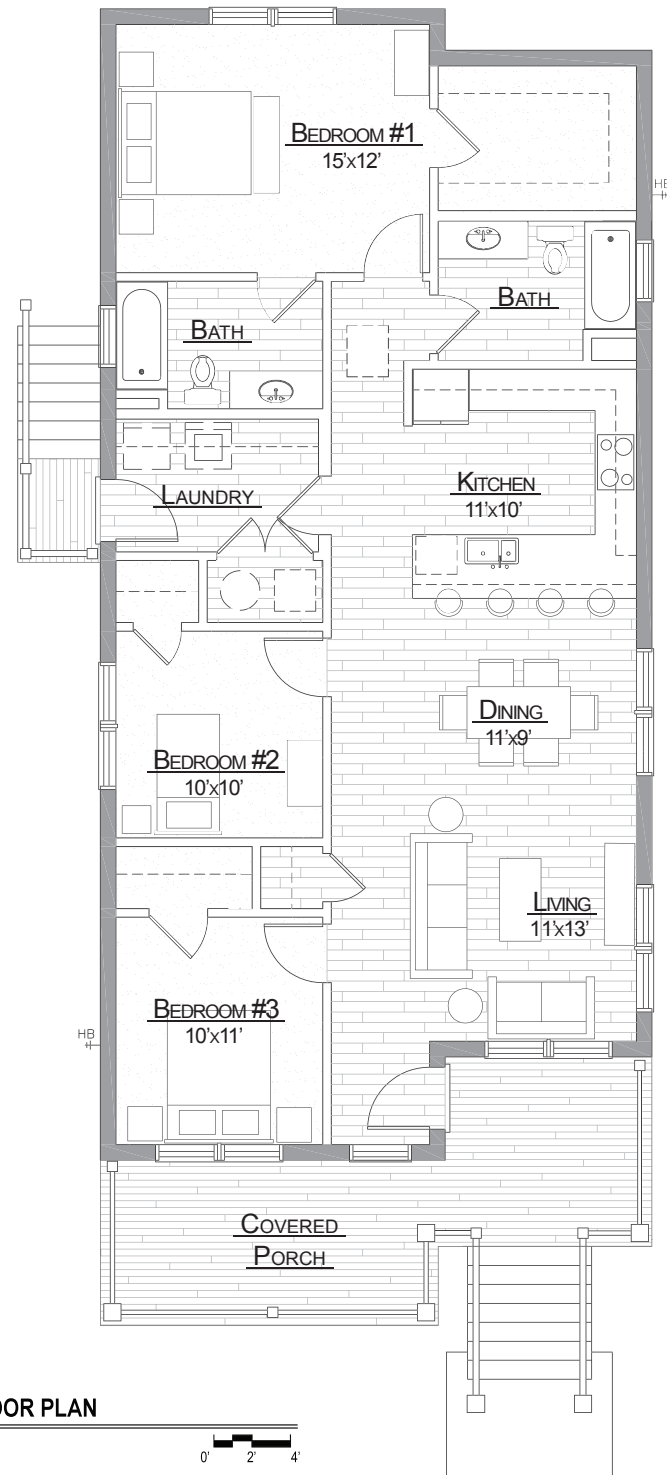 BEDROOM #1
15'x12'
HB
BATH
BATH
KITCHEN
11'x10'
LAUNDRY
DINING
11'x9'
BEDROOM #2
10'x10'
LIVING
11'x13'
BEDROOM #3
10'x11'
HB
COVERED
PORCH
PLAN
0' 2' 4'